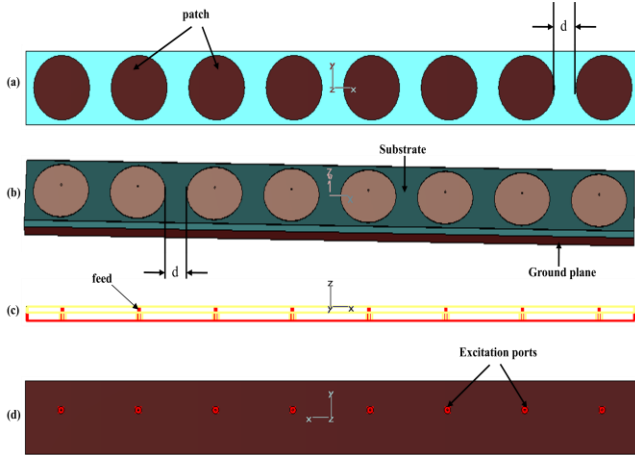 patch
d
(a)
y
z x
Substrate
(b)
z
d
Ground plane
feed
z
(c)
y x
Excitation ports
(d)
y
x z